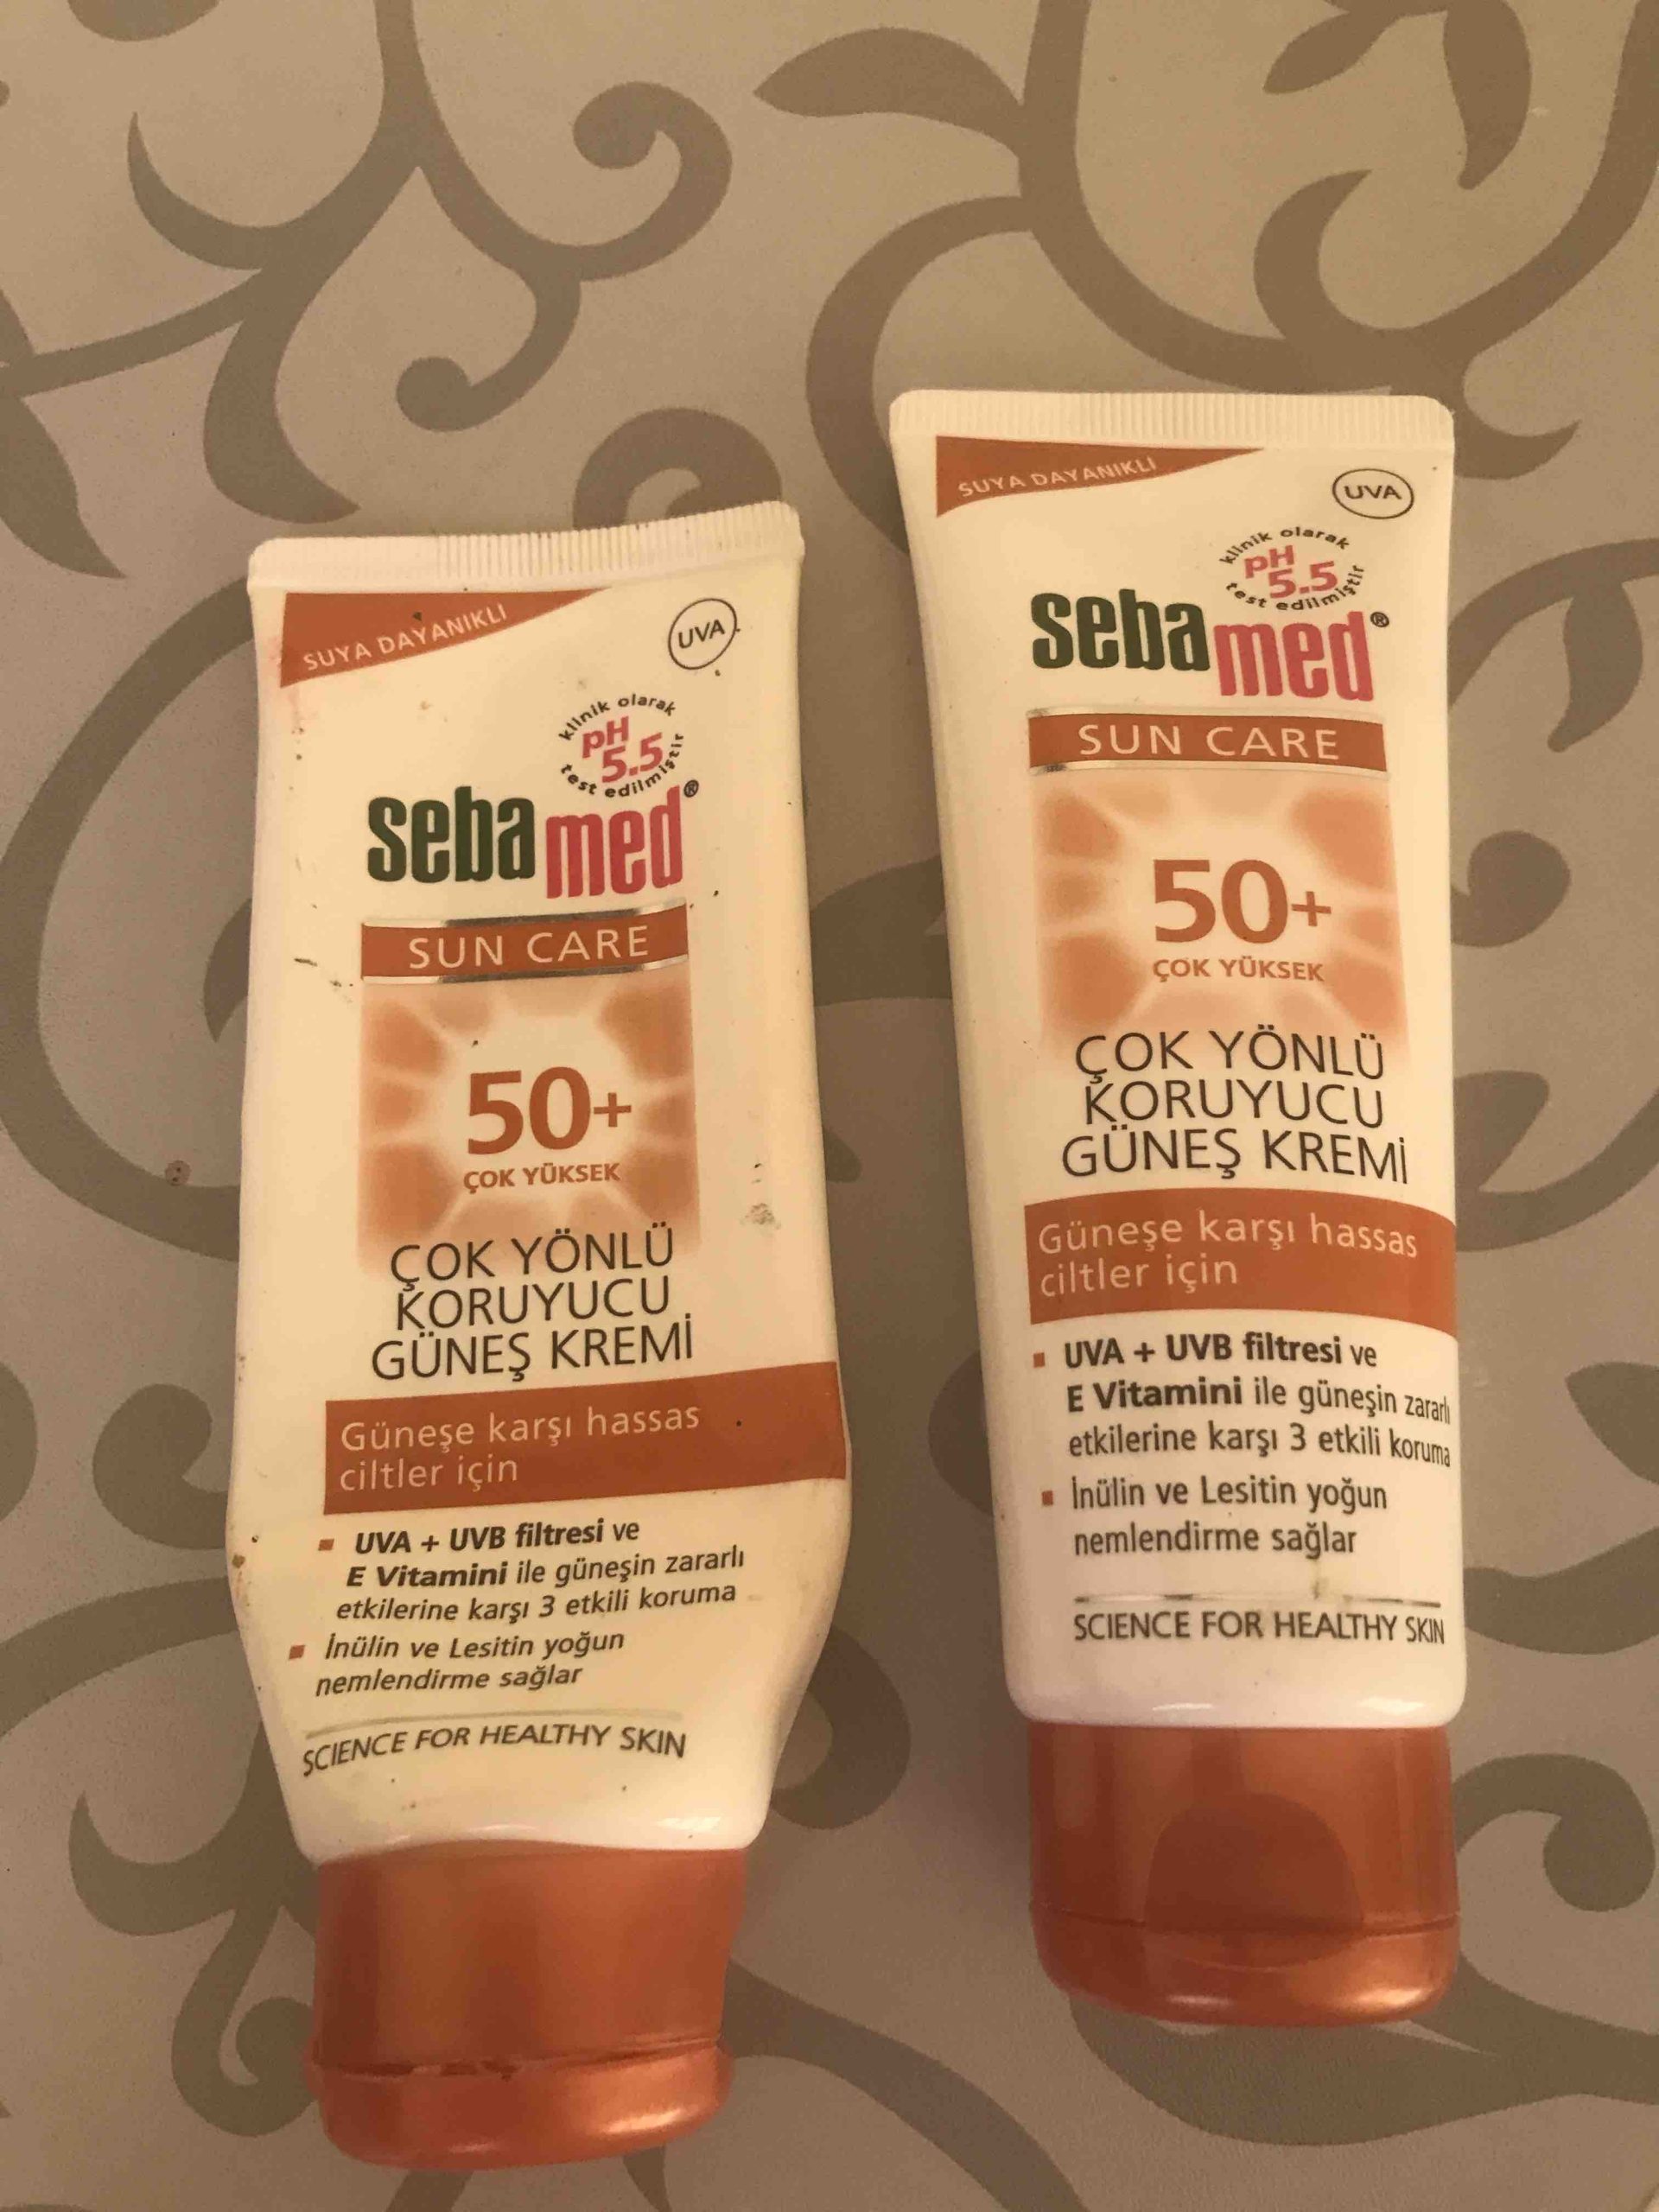 SUYA DAYANIKLI
UVA
klinik olarak
pH
5.5
test edilmiştir
sebamed®
SUN CARE
50+
ÇOK YÜKSEK
ÇOK YÖNLÜ
KORUYUCU
GÜNEŞ KREMİ
Güneşe karşı hassas
ciltler için
▪ UVA + UVB filtresi ve
E Vitamini ile güneşin zararlı
etkilerine karşı 3 etkili koruma
▪ İnülin ve Lesitin yoğun
nemlendirme sağlar
SCIENCE FOR HEALTHY SKIN
SUYA DAYANIKLI
UVA
klinik olarak
pH
5.5
test edilmiştir
sebamed®
SUN CARE
50+
ÇOK YÜKSEK
ÇOK YÖNLÜ
KORUYUCU
GÜNEŞ KREMİ
Güneşe karşı hassas
ciltler için
▪ UVA + UVB filtresi ve
E Vitamini ile güneşin zararlı
etkilerine karşı 3 etkili koruma
▪ İnülin ve Lesitin yoğun
nemlendirme sağlar
SCIENCE FOR HEALTHY SKIN